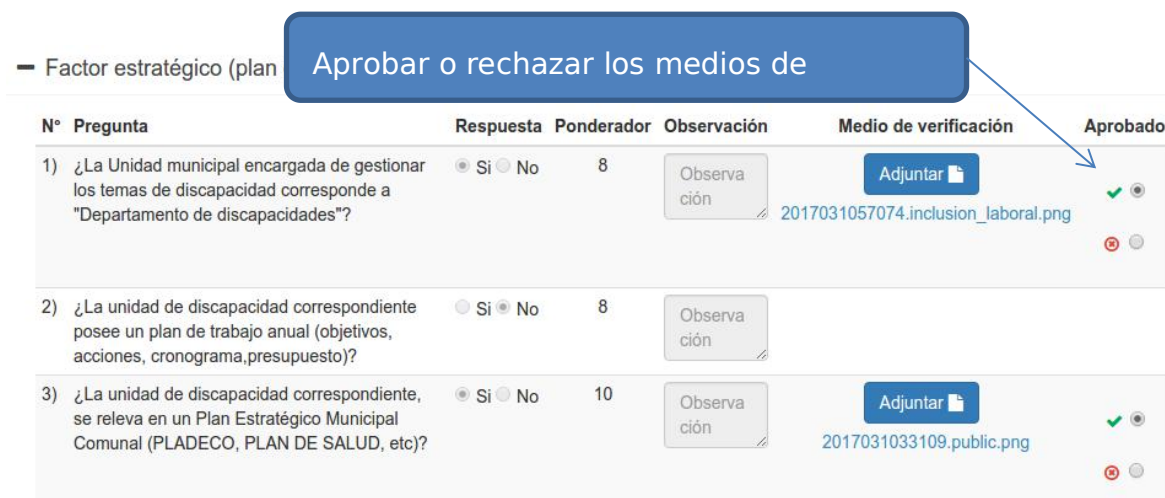 Aprobar o rechazar los medios de
Factor estratégico (plan
N° Pregunta Respuesta Ponderador Observación Medio de verificación Aprobado
1) ¿La Unidad municipal encargada de gestionar Si No 8 Observa Adjuntar
los temas de discapacidad corresponde a ción
"Departamento de discapacidades"? 2017031057074.inclusion_laboral.png
2) ¿La unidad de discapacidad correspondiente Si No 8 Observa
posee un plan de trabajo anual (objetivos, ción
acciones, cronograma,presupuesto)?
3) ¿La unidad de discapacidad correspondiente, Si No 10 Observa Adjuntar
se releva en un Plan Estratégico Municipal ción
Comunal (PLADECO, PLAN DE SALUD, etc)? 2017031033109.public.png